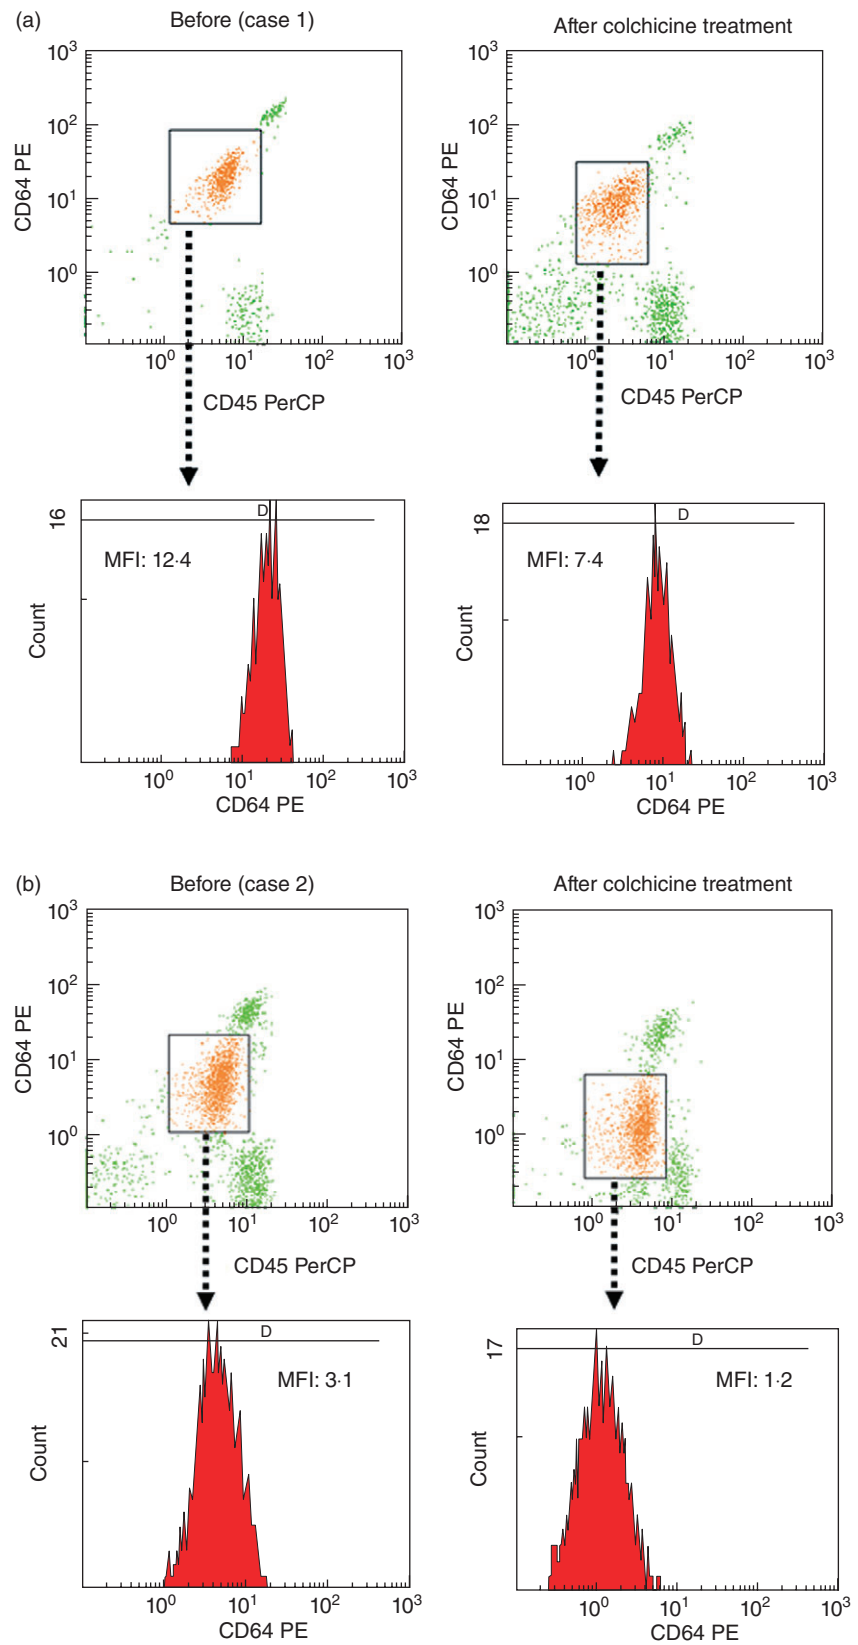 (a)
Before (case 1)
After colchicine treatment
10³
10²
10¹
10⁰
CD64 PE
10⁰ 10¹ 10² 10³
CD45 PerCP
10³
10²
10¹
10⁰
CD64 PE
10⁰ 10¹ 10² 10³
CD45 PerCP
16
Count
D
MFI: 12·4
10⁰ 10¹ 10² 10³
CD64 PE
18
Count
D
MFI: 7·4
10⁰ 10¹ 10² 10³
CD64 PE
(b)
Before (case 2)
After colchicine treatment
10³
10²
10¹
10⁰
CD64 PE
10⁰ 10¹ 10² 10³
CD45 PerCP
10³
10²
10¹
10⁰
CD64 PE
10⁰ 10¹ 10² 10³
CD45 PerCP
21
Count
D
MFI: 3·1
10⁰ 10¹ 10² 10³
CD64 PE
17
Count
D
MFI: 1·2
10⁰ 10¹ 10² 10³
CD64 PE